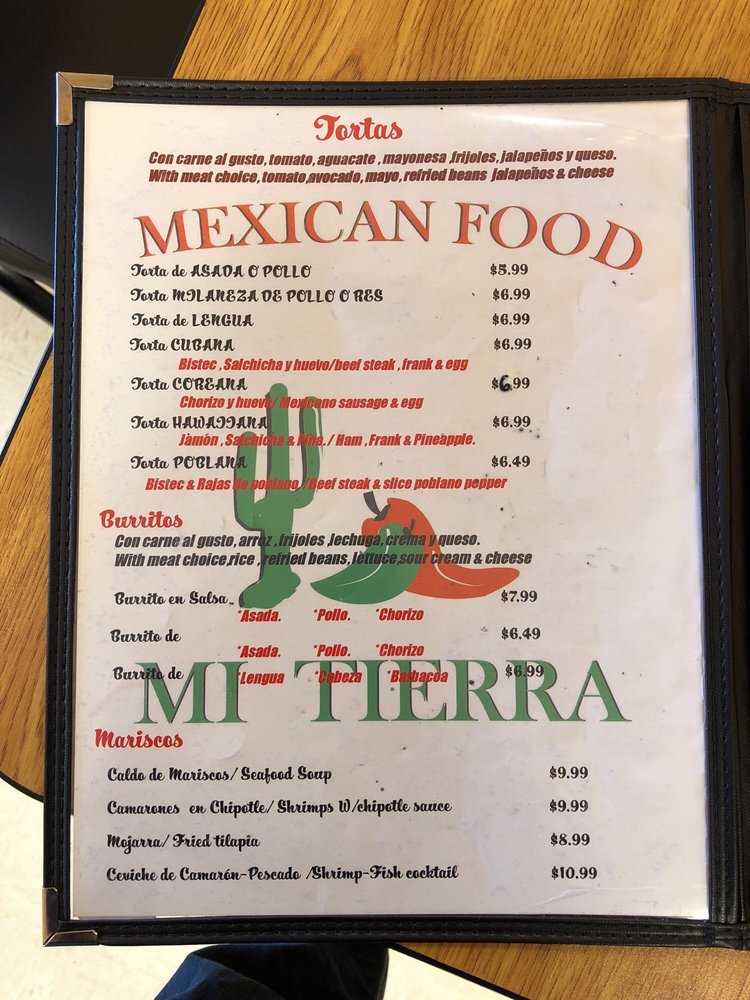 Tortas
Con carne al gusto, tomato, aguacate , mayonesa ,frijoles, jalapeños y queso.
With meat choice, tomato,avocado, mayo, refried beans jalapeños & cheese
MEXICAN FOOD
Torta de ASADA O POLLO $5.99
Torta MILANEZA DE POLLO O RES $6.99
Torta de LENGUA $6.99
Torta CUBANA $6.99
Bistec , Salchicha y huevo/beef steak , frank & egg
Torta COREANA $6.99
Chorizo y huevo/ Mexicano sausage & egg
Torta HAWAIIANA $6.99
Jamón , Salchicha & Piña. / Ham , Frank & Pineapple.
Torta POBLANA $6.49
Bistec & Rajas de poblano / Beef steak & slice poblano pepper
Burritos
Con carne al gusto, arroz , frijoles ,lechuga, crema y queso.
With meat choice,rice , refried beans, lettuce,sour cream & cheese
Burrito en Salsa. $7.99
*Asada. *Pollo. *Chorizo
Burrito de $6.49
*Asada. *Pollo. *Chorizo
Burrito de $6.99
*Lengua *Cabeza *Barbacoa
MI TIERRA
Mariscos
Caldo de Mariscos/ Seafood Soup $9.99
Camarones en Chipotle/ Shrimps W/chipotle sauce $9.99
Mojarra/ Fried tilapia $8.99
Ceviche de Camarón-Pescado /Shrimp-Fish cocktail $10.99